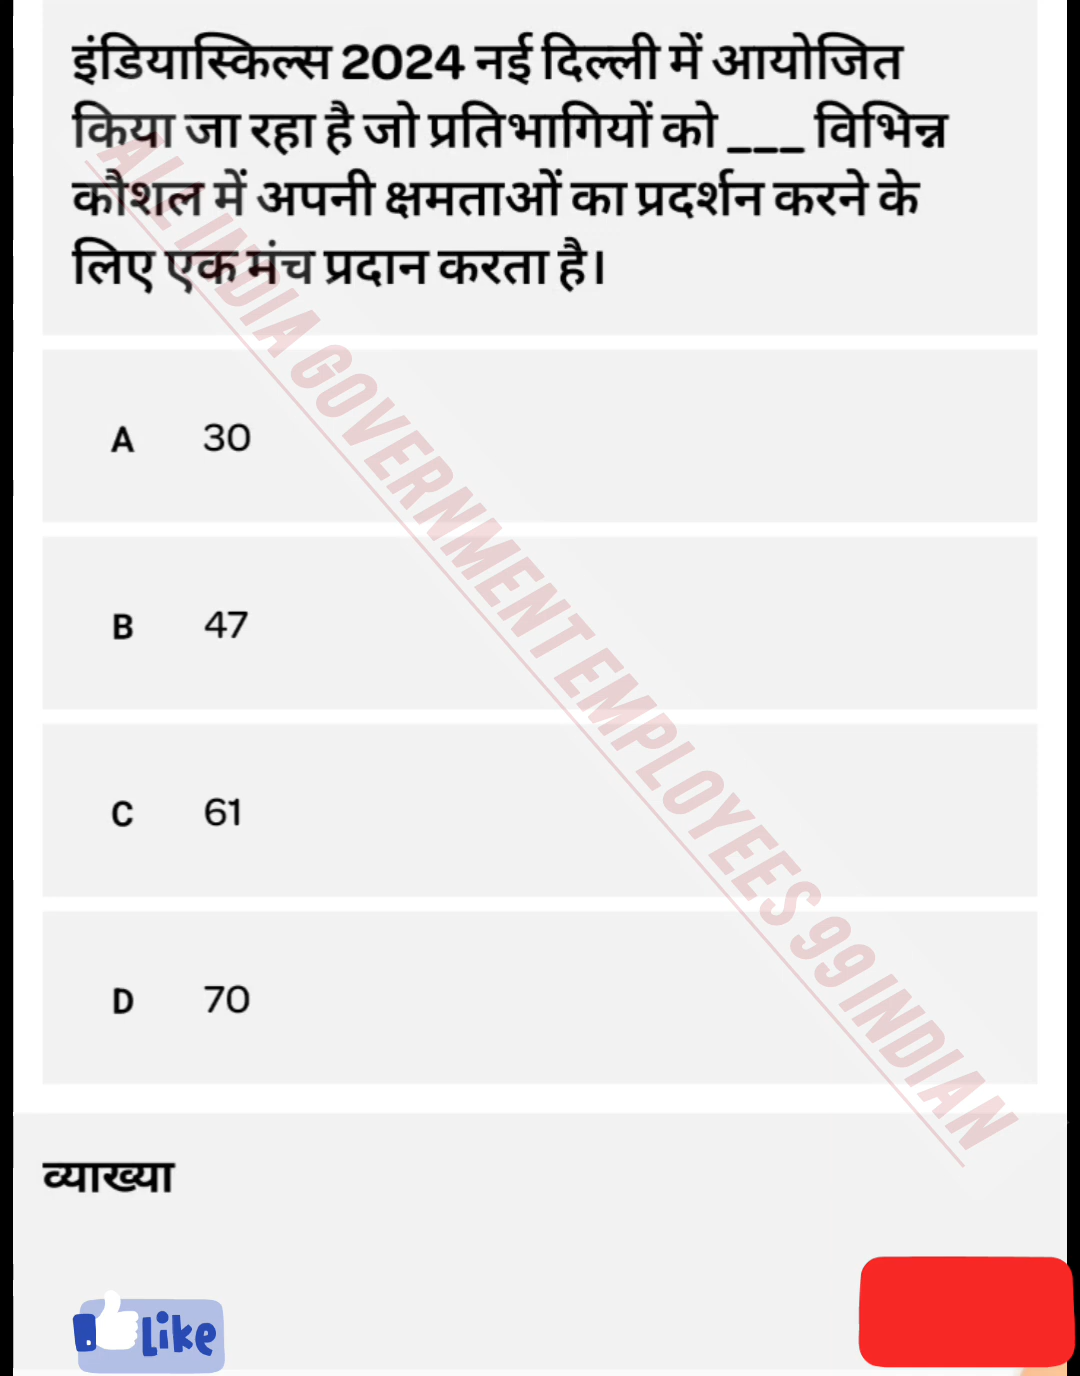 इंडियास्किल्स 2024 नई दिल्ली में आयोजित
किया जा रहा है जो प्रतिभागियों को ___ विभिन्न
कौशल में अपनी क्षमताओं का प्रदर्शन करने के
लिए एक मंच प्रदान करता है।
A 30
B 47
C 61
D 70
ALL INDIA GOVERNMENT EMPLOYEES 99 INDIAN
व्याख्या
Like